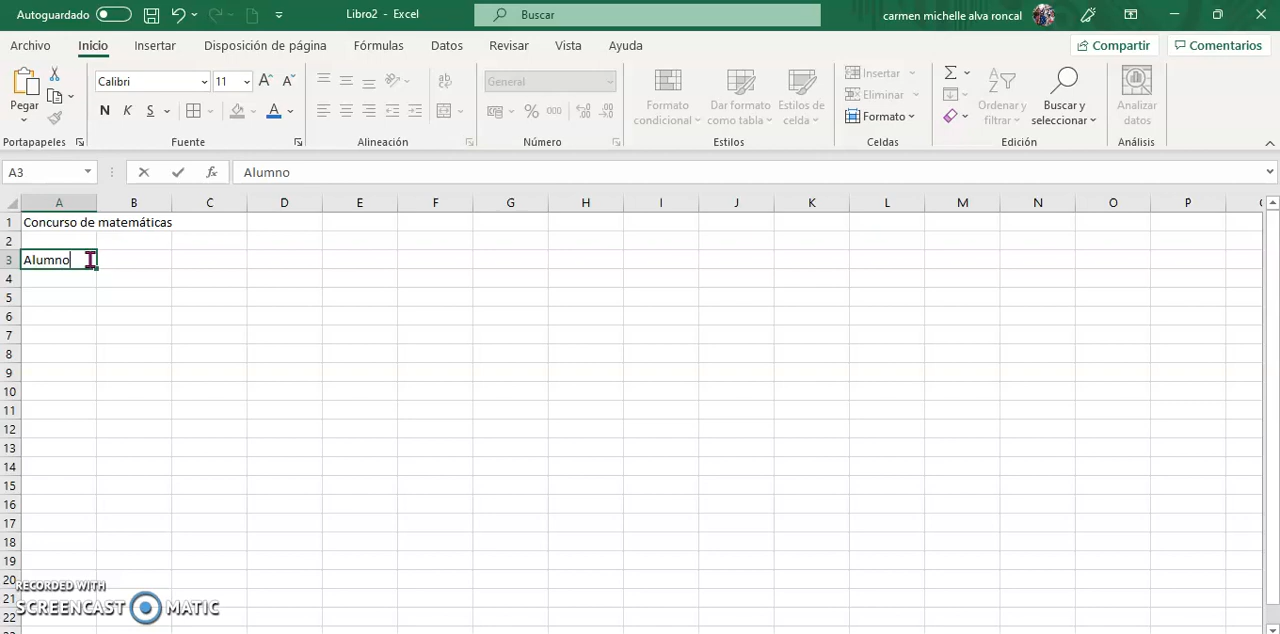 Autoguardado Libro2 - Excel Buscar carmen michelle alva roncal
Archivo Inicio Insertar Disposición de página Fórmulas Datos Revisar Vista Ayuda Compartir Comentarios
Pegar
Portapapeles
Calibri 11
N K S
A A
A
Fuente
ab
Alineación
General
% 000
Número
Formato condicional
Dar formato como tabla
Estilos de celda
Estilos
Insertar
Eliminar
Formato
Celdas
Ordenar y filtrar
Buscar y seleccionar
Edición
Analizar datos
Análisis
A3 fx Alumno
A B C D E F G H I J K L M N O P
1 Concurso de matemáticas
2
3 Alumno
4
5
6
7
8
9
10
11
12
13
14
15
16
17
18
19
20
21
22
RECORDED WITH
SCREENCAST MATIC